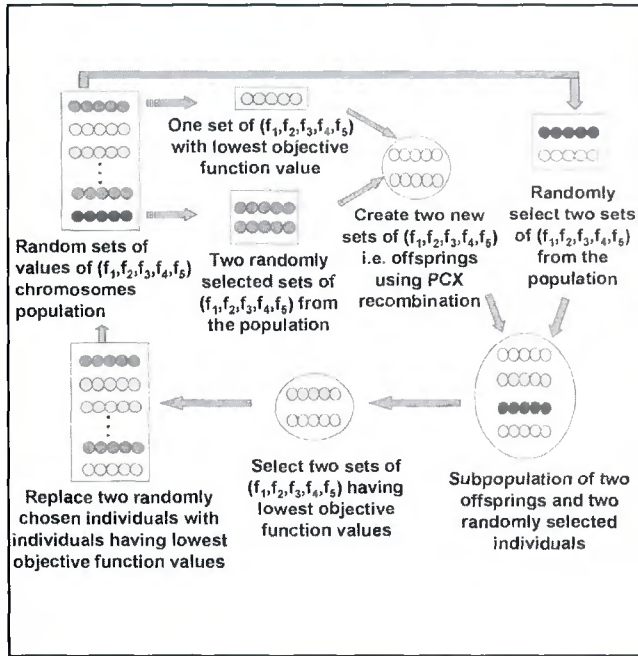 One set of (f₁,f₂,f₃,f₄,f₅)
with lowest objective
function value
Random sets of
values of (f₁,f₂,f₃,f₄,f₅)
chromosomes
population
Two randomly
selected sets of
(f₁,f₂,f₃,f₄,f₅) from
the population
Create two new
sets of (f₁,f₂,f₃,f₄,f₅)
i.e. offsprings
using PCX
recombination
Randomly
select two sets
of (f₁,f₂,f₃,f₄,f₅)
from the
population
Replace two randomly
chosen individuals with
individuals having lowest
objective function values
Select two sets of
(f₁,f₂,f₃,f₄,f₅) having
lowest objective
function values
Subpopulation of two
offsprings and two
randomly selected
individuals